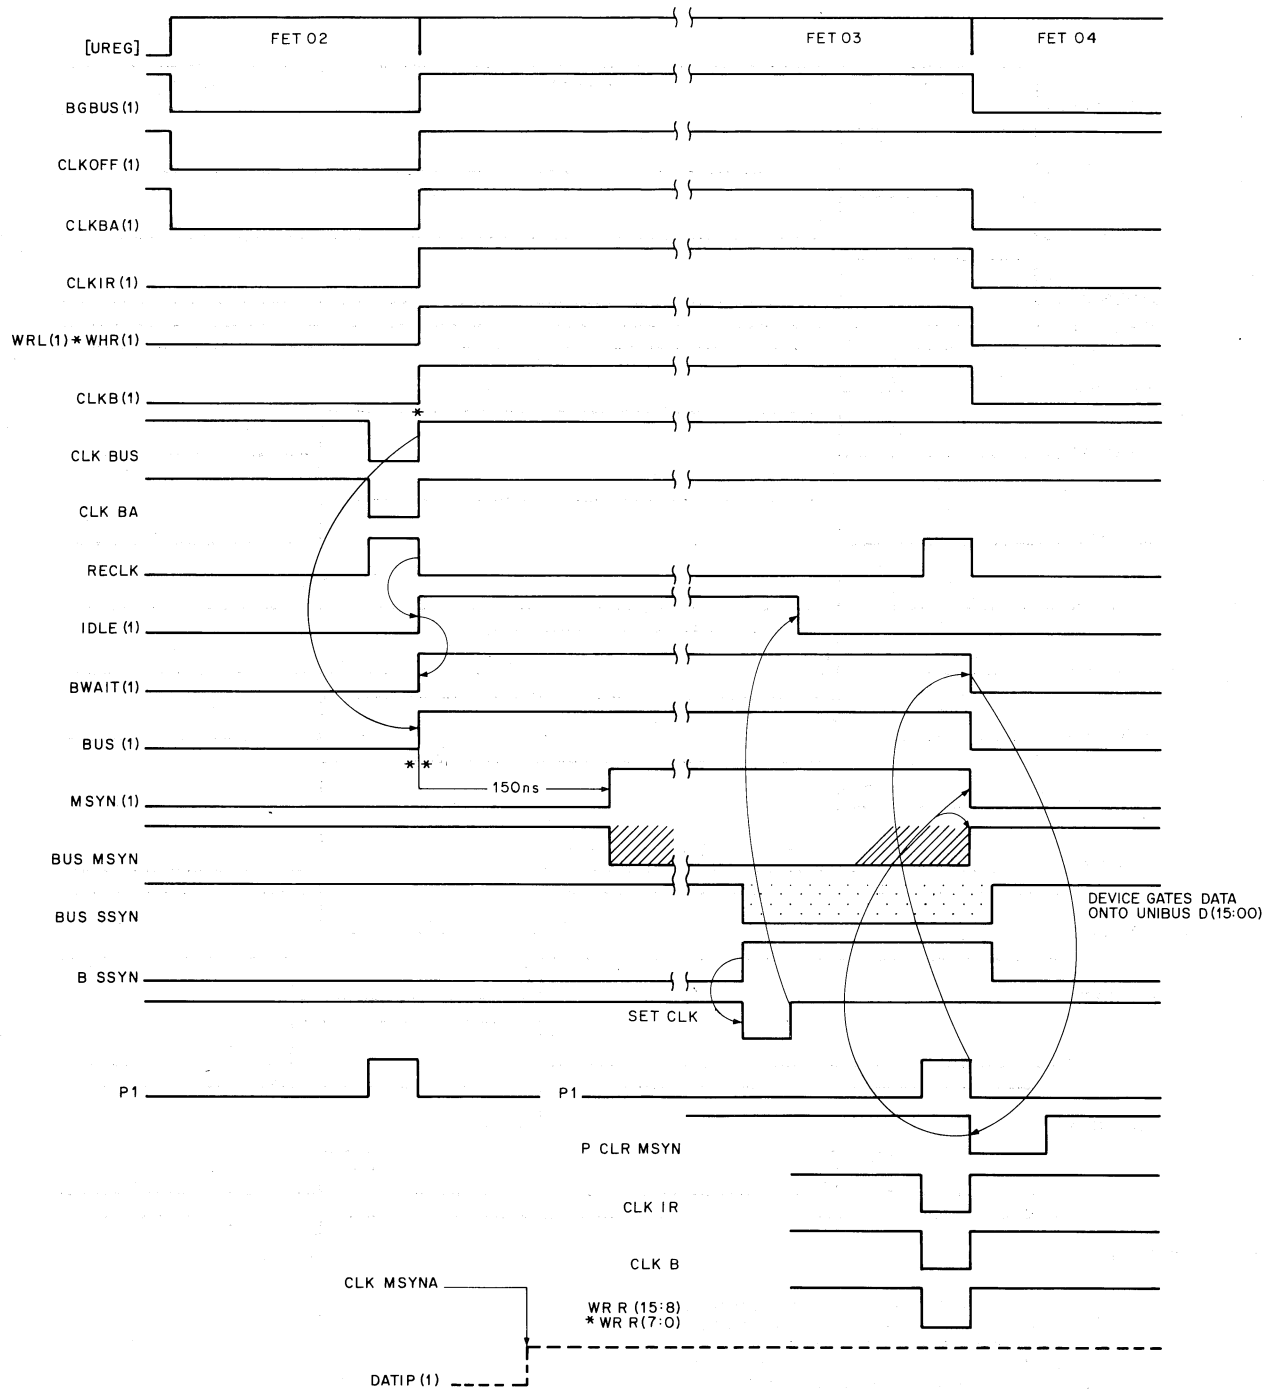 FET 02
FET 03
FET 04
[UREG]
BGBUS (1)
CLKOFF (1)
CLKBA (1)
CLKIR (1)
WRL (1) * WHR (1)
CLKB (1)
*
CLK BUS
CLK BA
RECLK
IDLE (1)
BWAIT (1)
BUS (1)
* *
150ns
MSYN (1)
BUS MSYN
BUS SSYN
DEVICE GATES DATA
ONTO UNIBUS D (15:00)
B SSYN
SET CLK
P1
P1
P CLR MSYN
CLK IR
CLK B
CLK MSYNA
WR R (15:8)
* WR R (7:0)
DATIP (1)